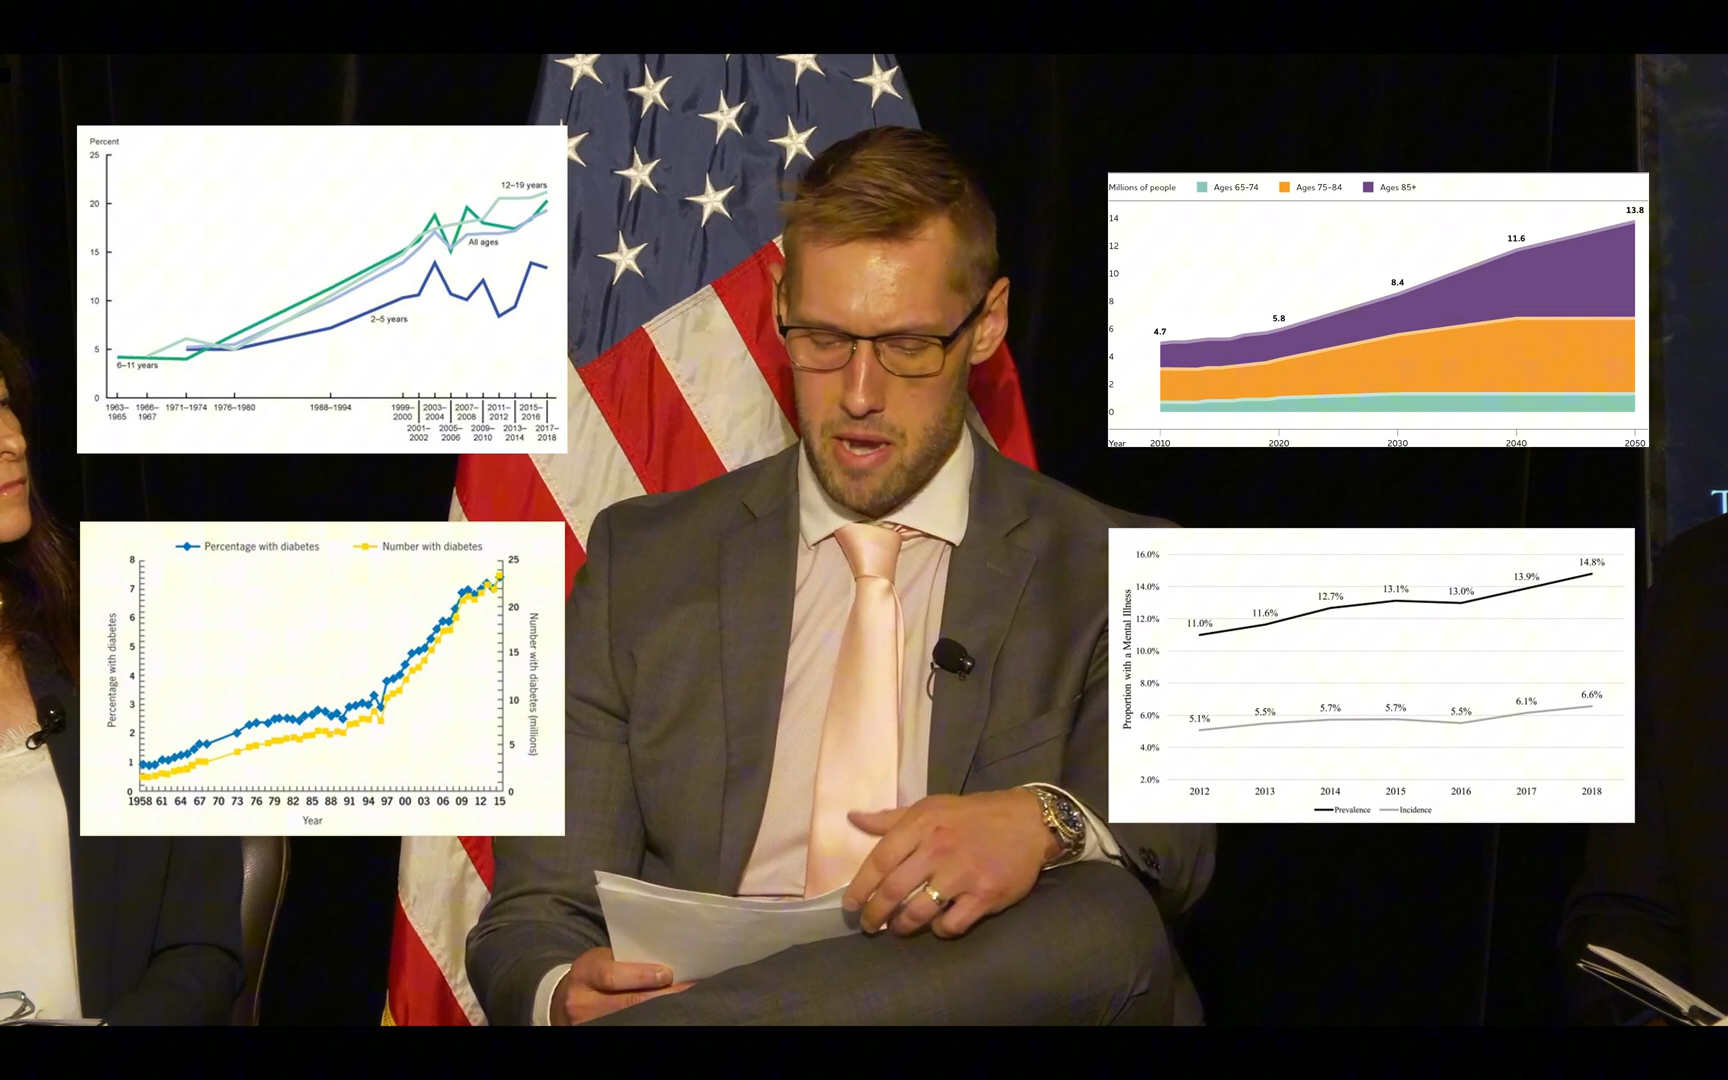 Percent
25
20
15
10
5
0
12–19 years
All ages
2–5 years
6–11 years
1963–1965
1966–1967
1971–1974
1976–1980
1988–1994
1999–2000
2001–2002
2003–2004
2005–2006
2007–2008
2009–2010
2011–2012
2013–2014
2015–2016
2017–2018
Millions of people Ages 65-74 Ages 75-84 Ages 85+
14
12
10
8
6
4
2
0
4.7 5.8 8.4 11.6 13.8
Year 2010 2020 2030 2040 2050
Percentage with diabetes Number with diabetes
Percentage with diabetes
8
7
6
5
4
3
2
1
0
25
20
15
10
5
0
Number with diabetes (millions)
1958 61 64 67 70 73 76 79 82 85 88 91 94 97 00 03 06 09 12 15
Year
Proportion with a Mental Illness
16.0%
14.0%
12.0%
10.0%
8.0%
6.0%
4.0%
2.0%
11.0% 11.6% 12.7% 13.1% 13.0% 13.9% 14.8%
5.1% 5.5% 5.7% 5.7% 5.5% 6.1% 6.6%
2012 2013 2014 2015 2016 2017 2018
Prevalence Incidence
T